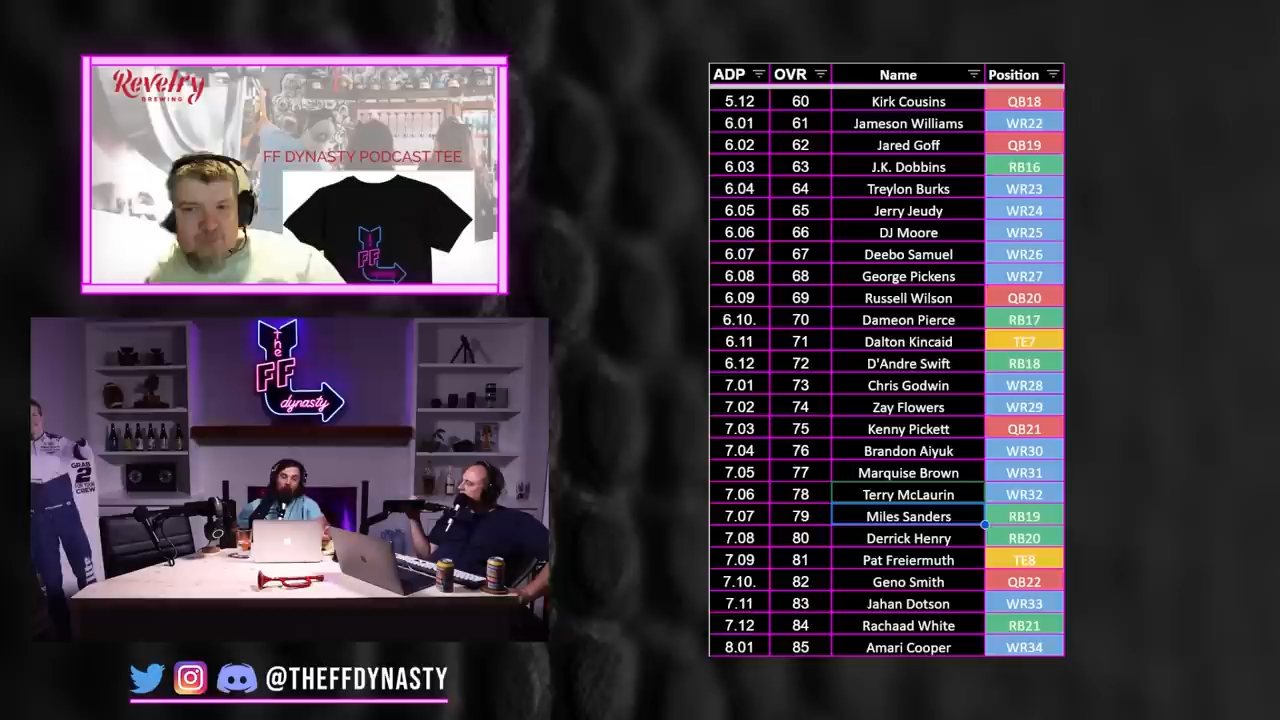 Revelry
BREWING
FF DYNASTY PODCAST TEE
The
FF
dynasty
The
FF
dynasty
GRAB
2
FOR YOUR
CREW
@THEFFDYNASTY
ADP OVR Name Position
5.12 60 Kirk Cousins QB18
6.01 61 Jameson Williams WR22
6.02 62 Jared Goff QB19
6.03 63 J.K. Dobbins RB16
6.04 64 Treylon Burks WR23
6.05 65 Jerry Jeudy WR24
6.06 66 DJ Moore WR25
6.07 67 Deebo Samuel WR26
6.08 68 George Pickens WR27
6.09 69 Russell Wilson QB20
6.10. 70 Dameon Pierce RB17
6.11 71 Dalton Kincaid TE7
6.12 72 D'Andre Swift RB18
7.01 73 Chris Godwin WR28
7.02 74 Zay Flowers WR29
7.03 75 Kenny Pickett QB21
7.04 76 Brandon Aiyuk WR30
7.05 77 Marquise Brown WR31
7.06 78 Terry McLaurin WR32
7.07 79 Miles Sanders RB19
7.08 80 Derrick Henry RB20
7.09 81 Pat Freiermuth TE8
7.10. 82 Geno Smith QB22
7.11 83 Jahan Dotson WR33
7.12 84 Rachaad White RB21
8.01 85 Amari Cooper WR34